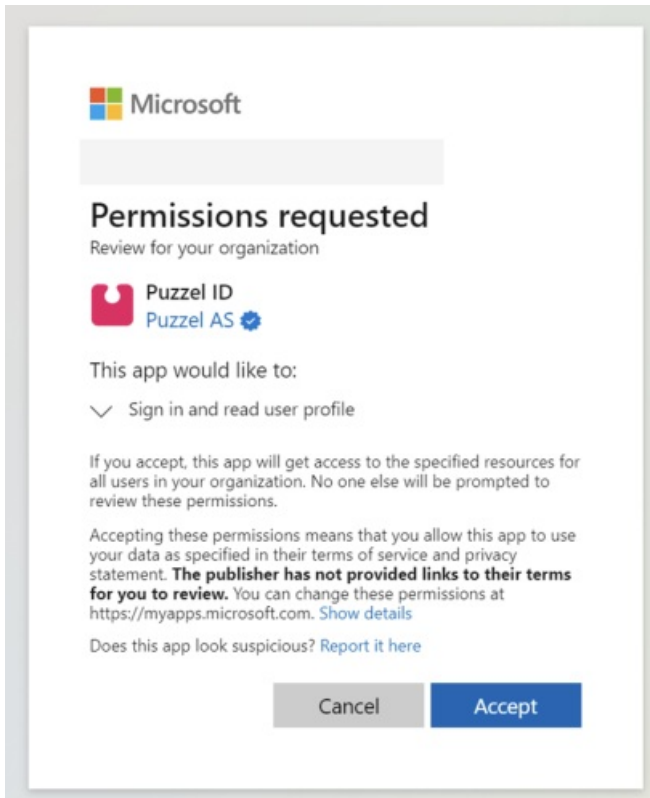 Microsoft
Permissions requested
Review for your organization
Puzzel ID
Puzzel AS
This app would like to:
Sign in and read user profile
If you accept, this app will get access to the specified resources for
all users in your organization. No one else will be prompted to
review these permissions.
Accepting these permissions means that you allow this app to use
your data as specified in their terms of service and privacy
statement. The publisher has not provided links to their terms
for you to review. You can change these permissions at
https://myapps.microsoft.com. Show details
Does this app look suspicious? Report it here
Cancel
Accept